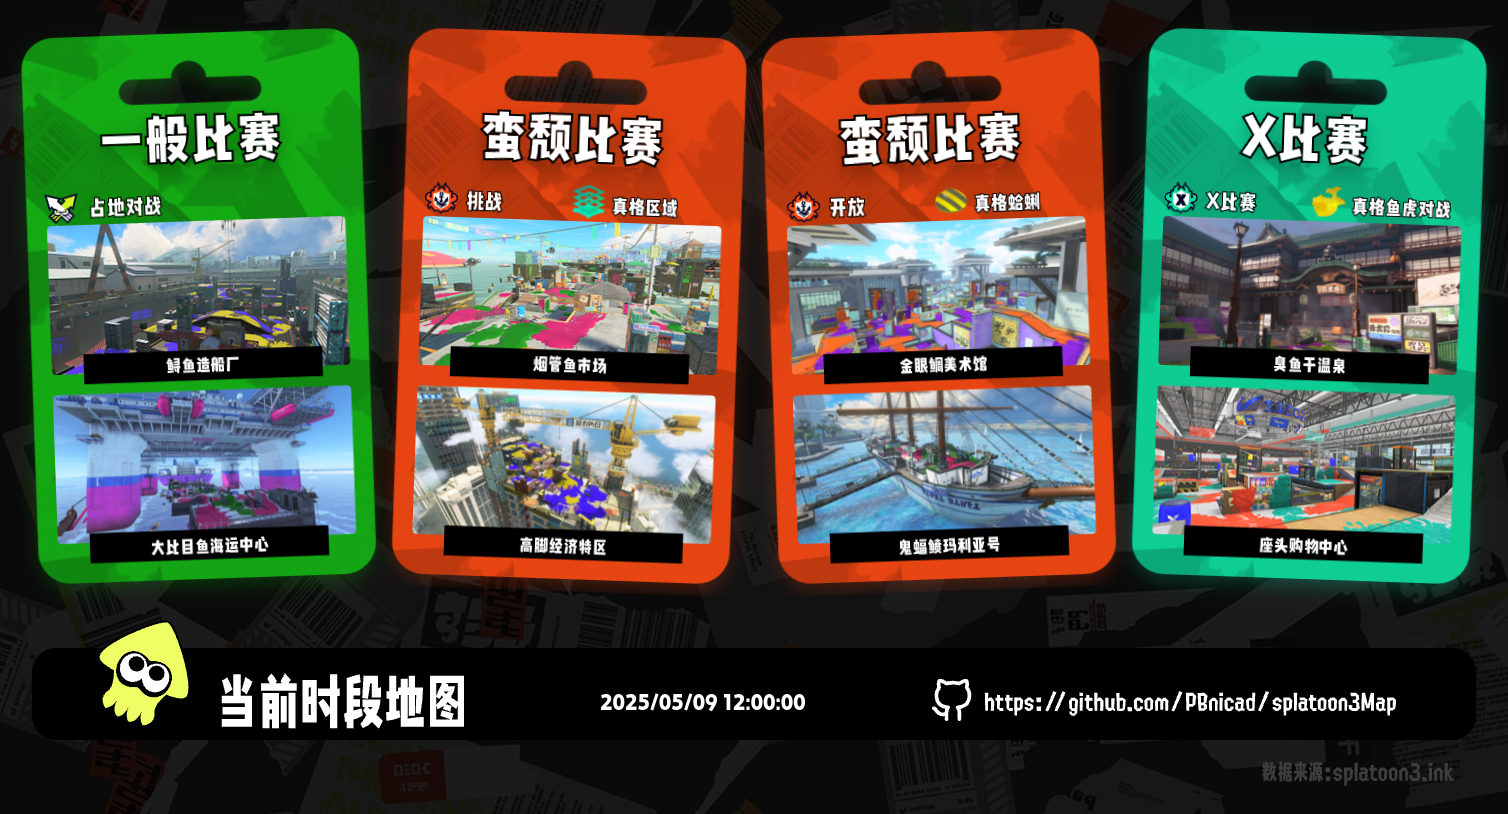 一般比赛
占地对战
鲟鱼造船厂
大比目鱼海运中心
蛮颓比赛
挑战
真格区域
烟管鱼市场
高脚经济特区
蛮颓比赛
开放
真格蛤蜊
金眼鲷美术馆
鬼蝠鲼玛利亚号
X比赛
X比赛
真格鱼虎对战
臭鱼干温泉
座头购物中心
当前时段地图
2025/05/09 12:00:00
https://github.com/PBnicad/splatoon3Map
数据来源:splatoon3.ink